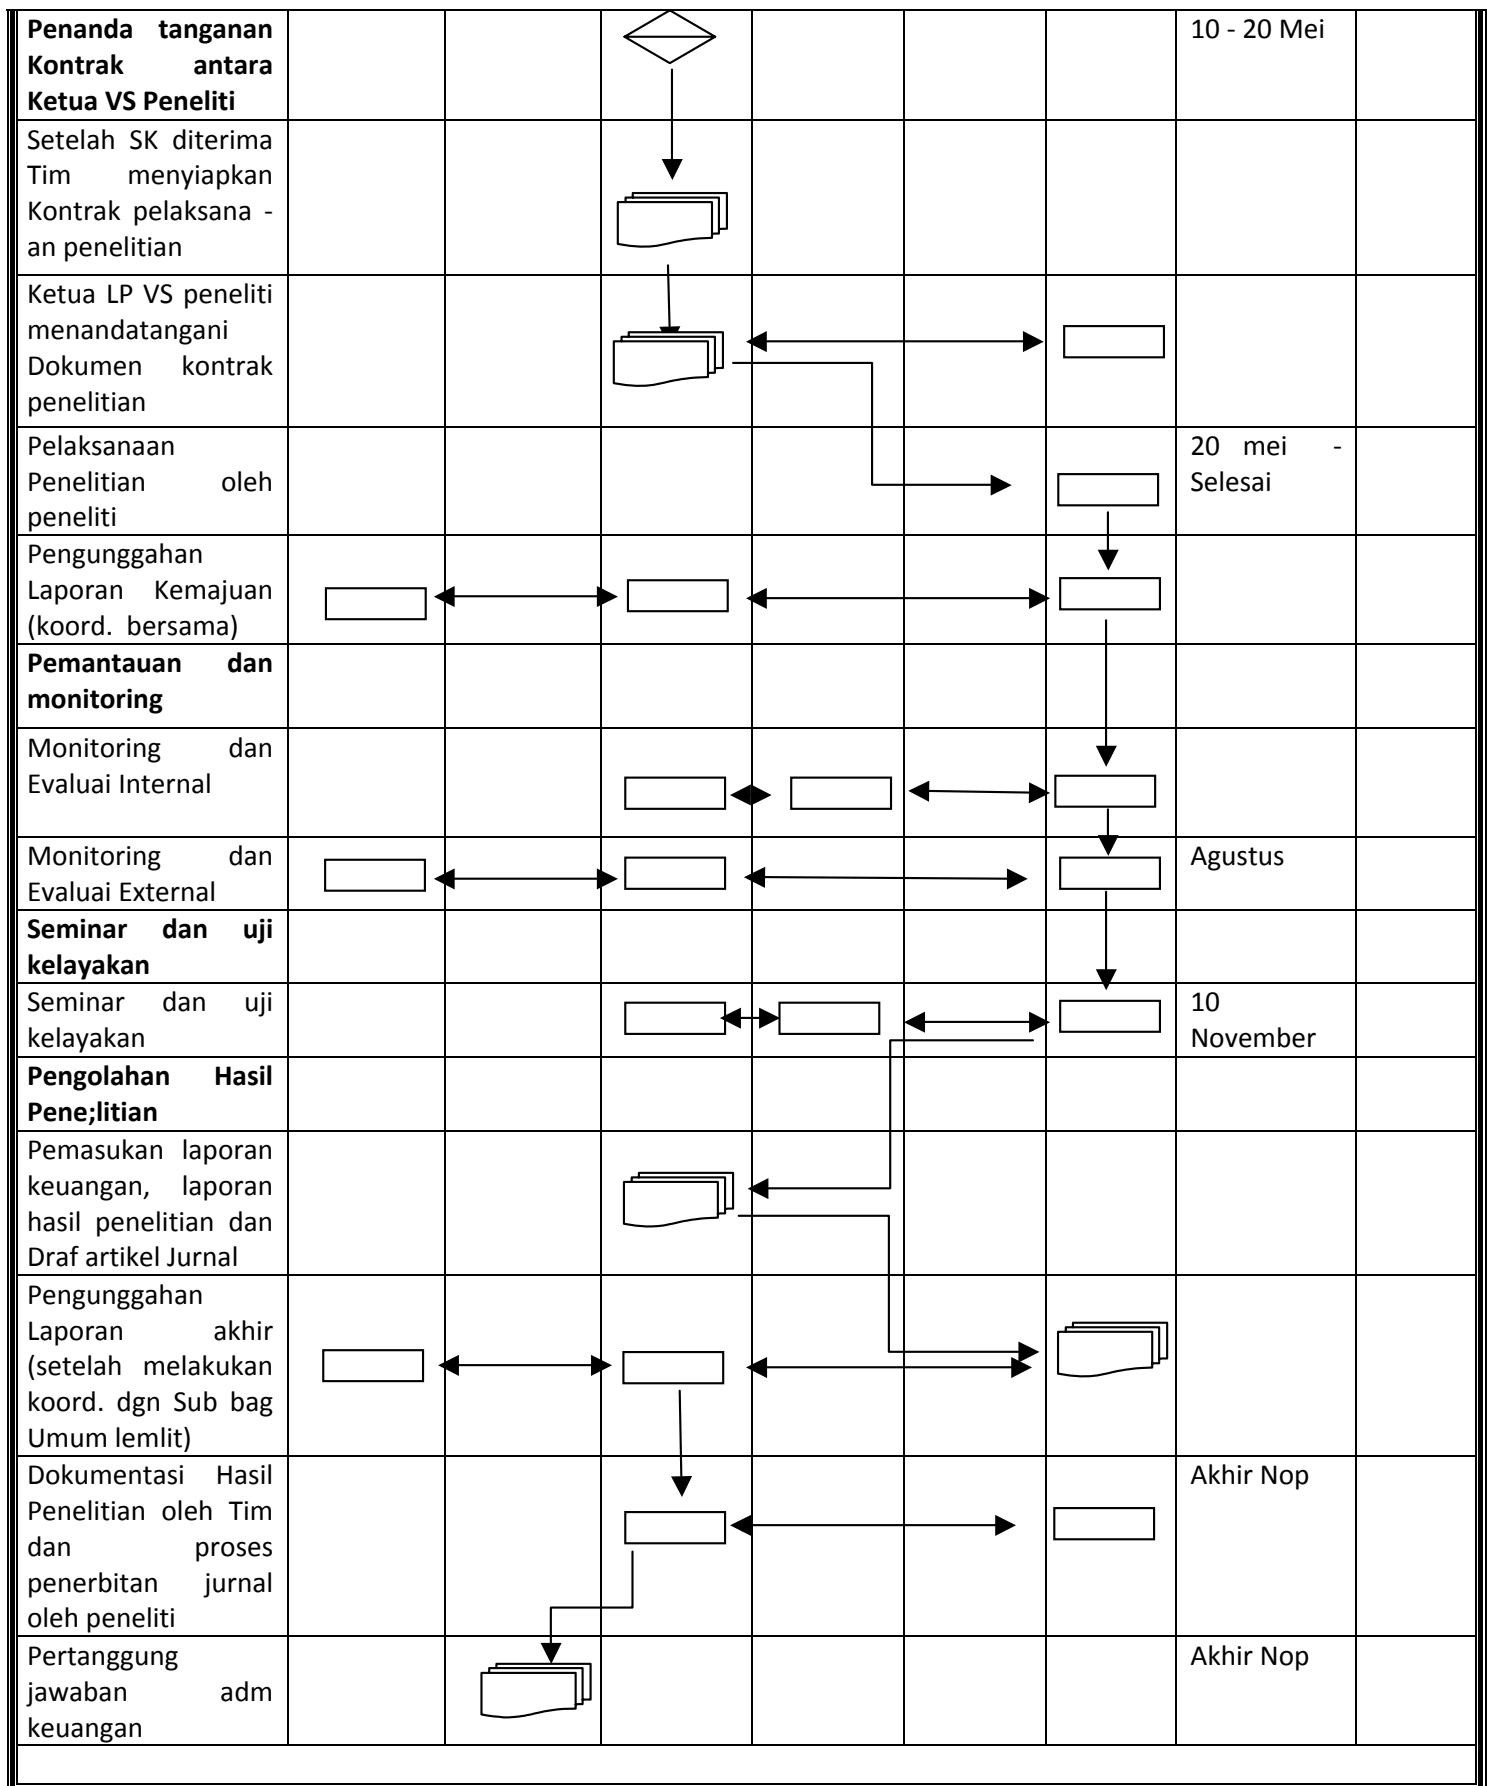 Penanda tanganan
Kontrak antara
Ketua VS Peneliti
10 - 20 Mei
Setelah SK diterima
Tim menyiapkan
Kontrak pelaksana -
an penelitian
Ketua LP VS peneliti
menandatangani
Dokumen kontrak
penelitian
Pelaksanaan
Penelitian oleh
peneliti
20 mei -
Selesai
Pengunggahan
Laporan Kemajuan
(koord. bersama)
Pemantauan dan
monitoring
Monitoring dan
Evaluai Internal
Monitoring dan
Evaluai External
Agustus
Seminar dan uji
kelayakan
Seminar dan uji
kelayakan
10
November
Pengolahan Hasil
Pene;litian
Pemasukan laporan
keuangan, laporan
hasil penelitian dan
Draf artikel Jurnal
Pengunggahan
Laporan akhir
(setelah melakukan
koord. dgn Sub bag
Umum lemlit)
Dokumentasi Hasil
Penelitian oleh Tim
dan proses
penerbitan jurnal
oleh peneliti
Akhir Nop
Pertanggung
jawaban adm
keuangan
Akhir Nop